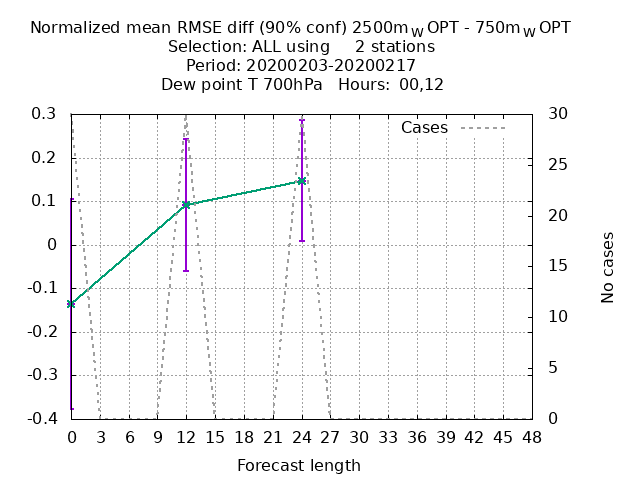 Normalized mean RMSE diff (90% conf) 2500m_W OPT - 750m_W OPT
Selection: ALL using 2 stations
Period: 20200203-20200217
Dew point T 700hPa Hours: 00,12
Cases
0.3
0.2
0.1
0
-0.1
-0.2
-0.3
-0.4
30
25
20
15
10
5
0
No cases
0 3 6 9 12 15 18 21 24 27 30 33 36 39 42 45 48
Forecast length